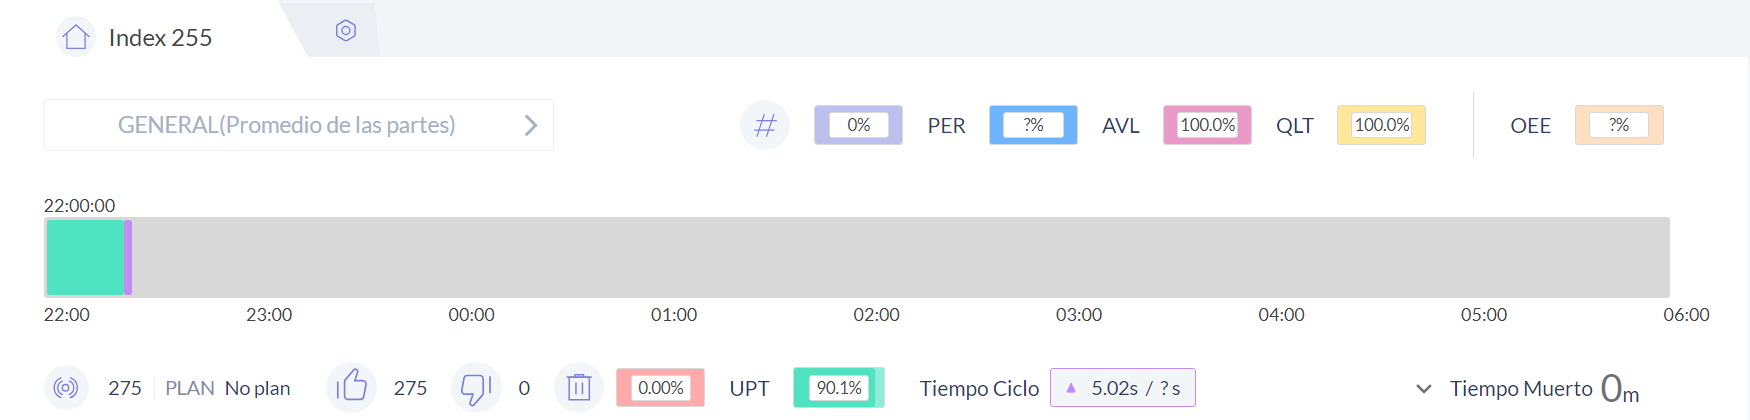 Index 255
GENERAL(Promedio de las partes)
# 0% PER ?% AVL 100.0% QLT 100.0% OEE ?%
22:00:00
22:00 23:00 00:00 01:00 02:00 03:00 04:00 05:00 06:00
275 PLAN No plan 275 0 0.00% UPT 90.1% Tiempo Ciclo ▲ 5.02s / ? s Tiempo Muerto 0m